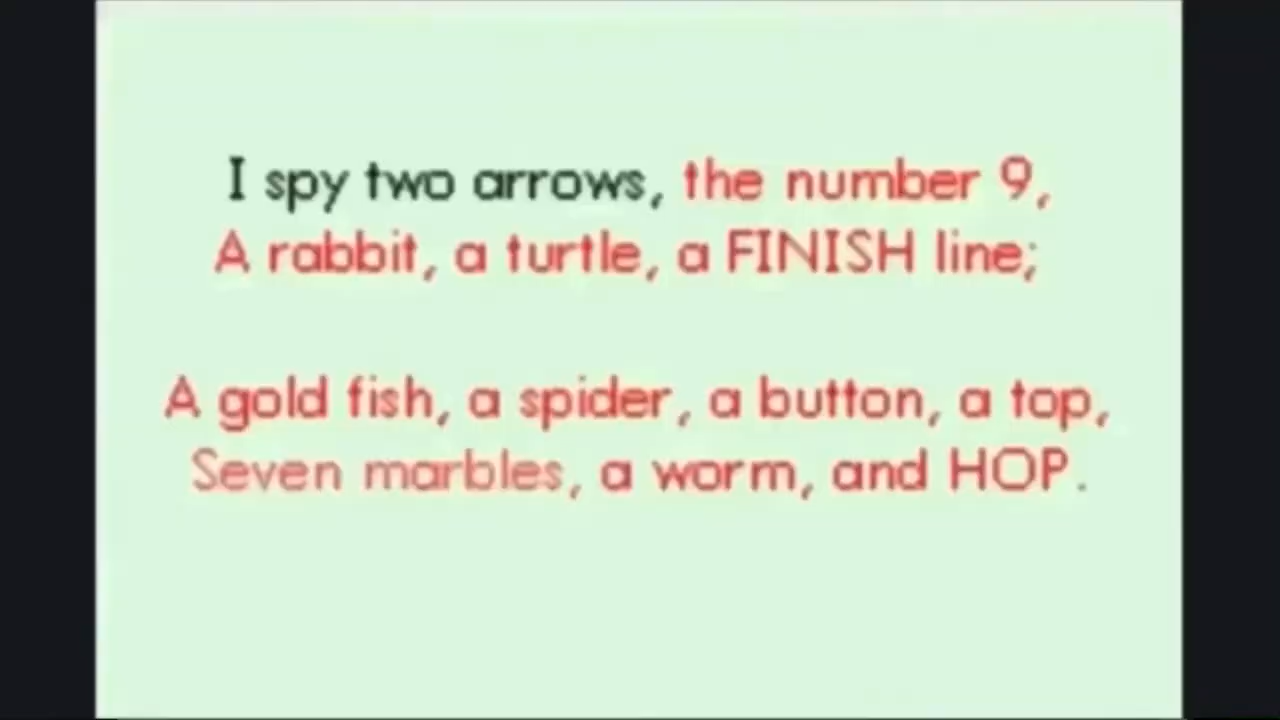 I spy two arrows, the number 9,
A rabbit, a turtle, a FINISH line;
A gold fish, a spider, a button, a top,
Seven marbles, a worm, and HOP.